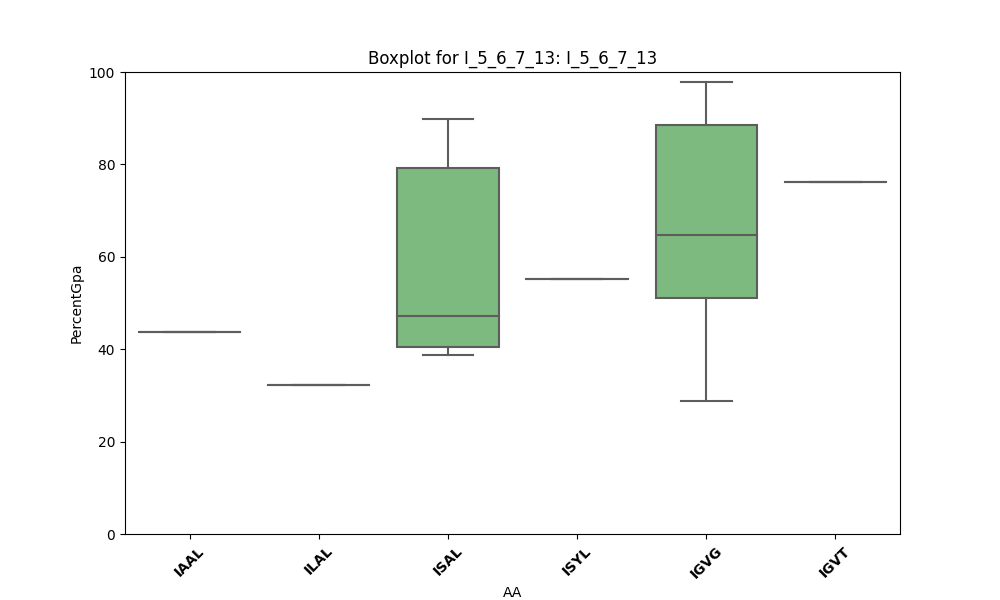 Boxplot for I_5_6_7_13: I_5_6_7_13
100
80
60
40
20
0
PercentGpa
IAAL
ILAL
ISAL
ISYL
IGVG
IGVT
AA